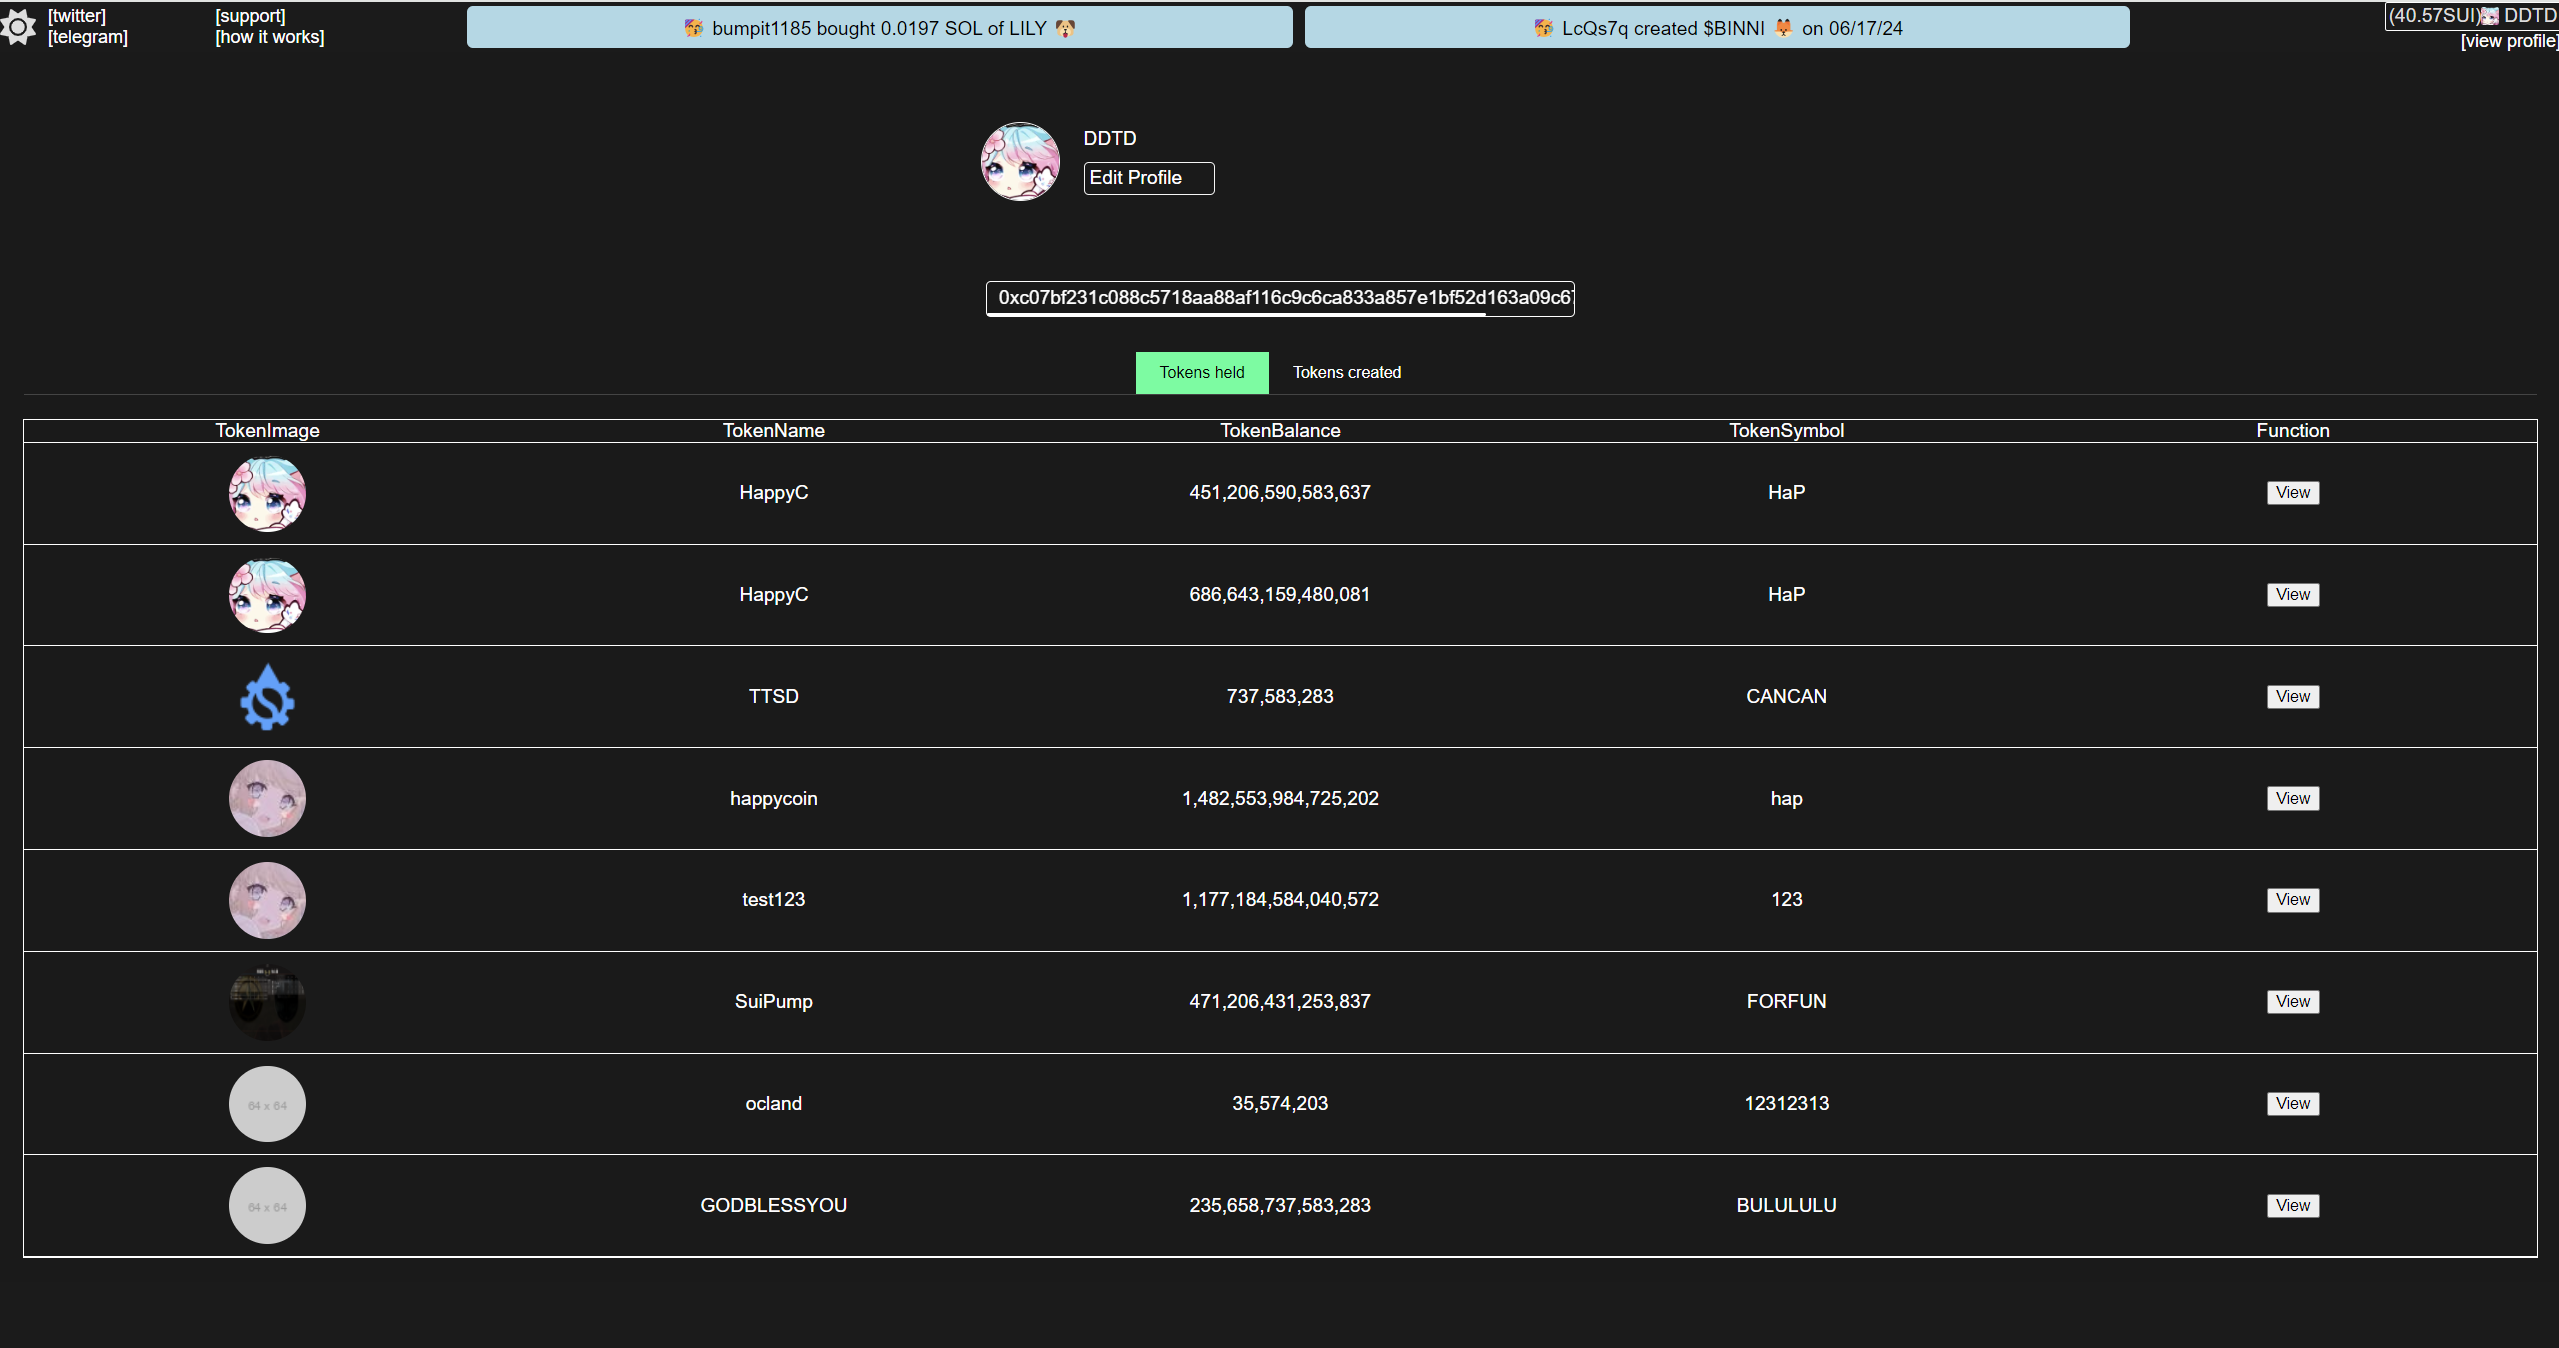 [twitter]
[telegram]
[support]
[how it works]
🥳 bumpit1185 bought 0.0197 SOL of LILY 🐶
🥳 LcQs7q created $BINNI 🦊 on 06/17/24
(40.57SUI) DDTD
[view profile]
DDTD
Edit Profile
0xc07bf231c088c5718aa88af116c9c6ca833a857e1bf52d163a09c67
Tokens held
Tokens created
TokenImage TokenName TokenBalance TokenSymbol Function
HappyC 451,206,590,583,637 HaP View
HappyC 686,643,159,480,081 HaP View
TTSD 737,583,283 CANCAN View
happycoin 1,482,553,984,725,202 hap View
test123 1,177,184,584,040,572 123 View
SuiPump 471,206,431,253,837 FORFUN View
64 x 64 ocland 35,574,203 12312313 View
64 x 64 GODBLESSYOU 235,658,737,583,283 BULULULU View